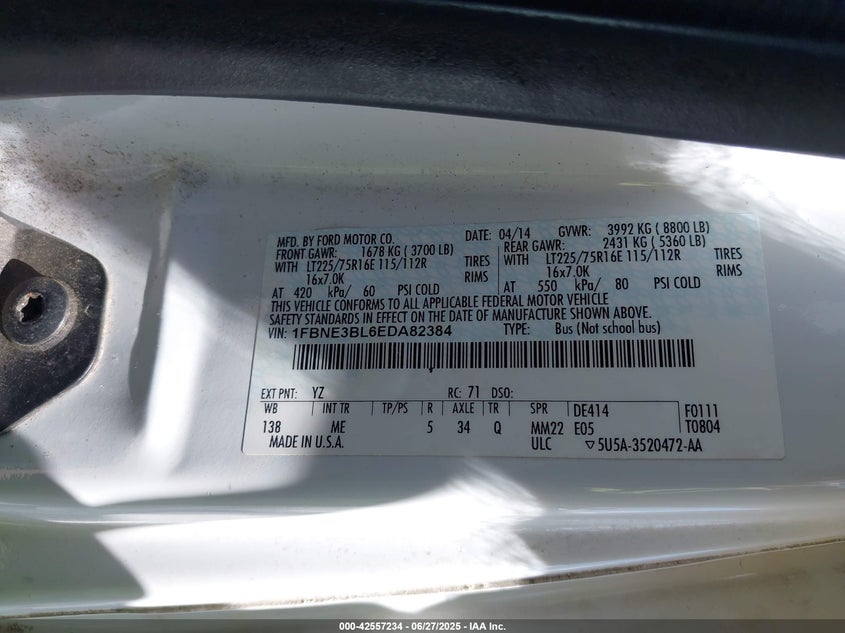 MFD. BY FORD MOTOR CO. DATE: 04/14 GVWR: 3992 KG ( 8800 LB)
FRONT GAWR: 1678 KG ( 3700 LB) REAR GAWR: 2431 KG ( 5360 LB)
WITH LT225/75R16E 115/112R TIRES WITH LT225/75R16E 115/112R TIRES
16x7.0K RIMS 16x7.0K RIMS
AT 420 kPa/ 60 PSI COLD AT 550 kPa/ 80 PSI COLD
THIS VEHICLE CONFORMS TO ALL APPLICABLE FEDERAL MOTOR VEHICLE
SAFETY STANDARDS IN EFFECT ON THE DATE OF MANUFACTURE SHOWN ABOVE.
VIN: 1FBNE3BL6EDA82384 TYPE: Bus (Not school bus)
EXT PNT: YZ RC: 71 DSO:
WB INT TR TP/PS R AXLE TR SPR DE414 F0111
138 ME 5 34 Q MM22 E05 T0804
MADE IN U.S.A. ULC ▽5U5A-3520472-AA
000-42557234 - 06/27/2025 - IAA Inc.